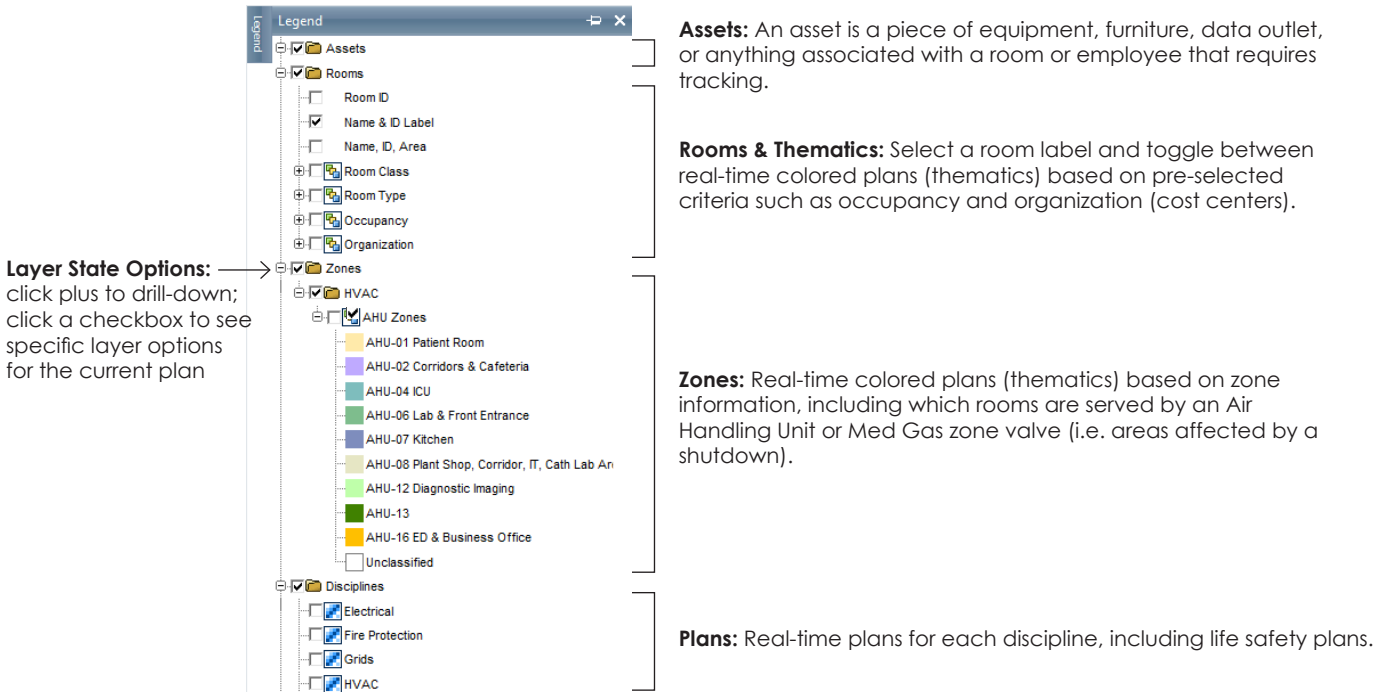 Legend
Legend
Assets
Rooms
Room ID
Name & ID Label
Name, ID, Area
Room Class
Room Type
Occupancy
Organization
Zones
HVAC
AHU Zones
AHU-01 Patient Room
AHU-02 Corridors & Cafeteria
AHU-04 ICU
AHU-06 Lab & Front Entrance
AHU-07 Kitchen
AHU-08 Plant Shop, Corridor, IT, Cath Lab Ar
AHU-12 Diagnostic Imaging
AHU-13
AHU-16 ED & Business Office
Unclassified
Disciplines
Electrical
Fire Protection
Grids
HVAC
Layer State Options:
click plus to drill-down;
click a checkbox to see
specific layer options
for the current plan
Assets: An asset is a piece of equipment, furniture, data outlet,
or anything associated with a room or employee that requires
tracking.
Rooms & Thematics: Select a room label and toggle between
real-time colored plans (thematics) based on pre-selected
criteria such as occupancy and organization (cost centers).
Zones: Real-time colored plans (thematics) based on zone
information, including which rooms are served by an Air
Handling Unit or Med Gas zone valve (i.e. areas affected by a
shutdown).
Plans: Real-time plans for each discipline, including life safety plans.